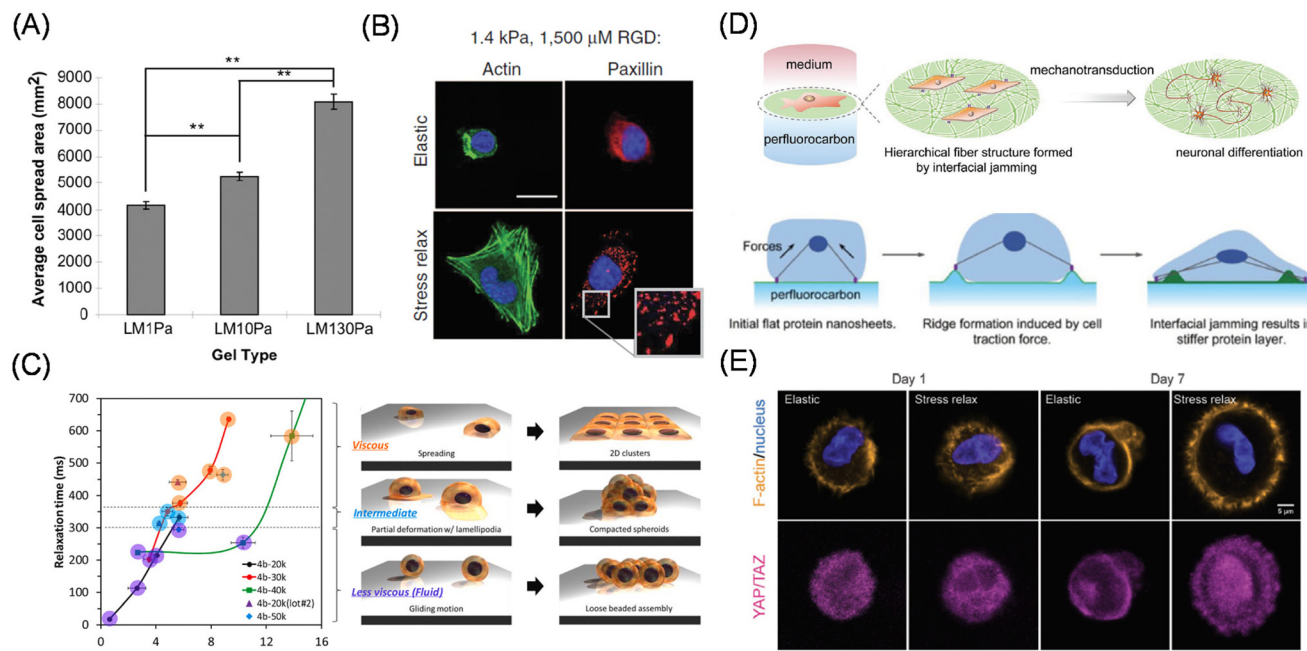 (A)
**
**
**
Average cell spread area (mm²)
9000
8000
7000
6000
5000
4000
3000
2000
1000
0
LM1Pa
LM10Pa
LM130Pa
Gel Type
(B)
1.4 kPa, 1,500 μM RGD:
Actin
Paxillin
Elastic
Stress relax
(C)
Relaxation time (ms)
700
600
500
400
300
200
100
0
0
4
8
12
16
4b-20k
4b-30k
4b-40k
4b-20k(lot#2)
4b-50k
Viscous
Spreading
2D clusters
Intermediate
Partial deformation w/ lamellipodia
Compacted spheroids
Less viscous (Fluid)
Gliding motion
Loose beaded assembly
(D)
medium
perfluorocarbon
Hierarchical fiber structure formed
by interfacial jamming
mechanotransduction
neuronal differentiation
Forces
perfluorocarbon
Initial flat protein nanosheets.
Ridge formation induced by cell
traction force.
Interfacial jamming results i
stiffer protein layer.
(E)
Day 1
Day 7
Elastic
Stress relax
Elastic
Stress relax
F-actin/nucleus
5 μm
YAP/TAZ